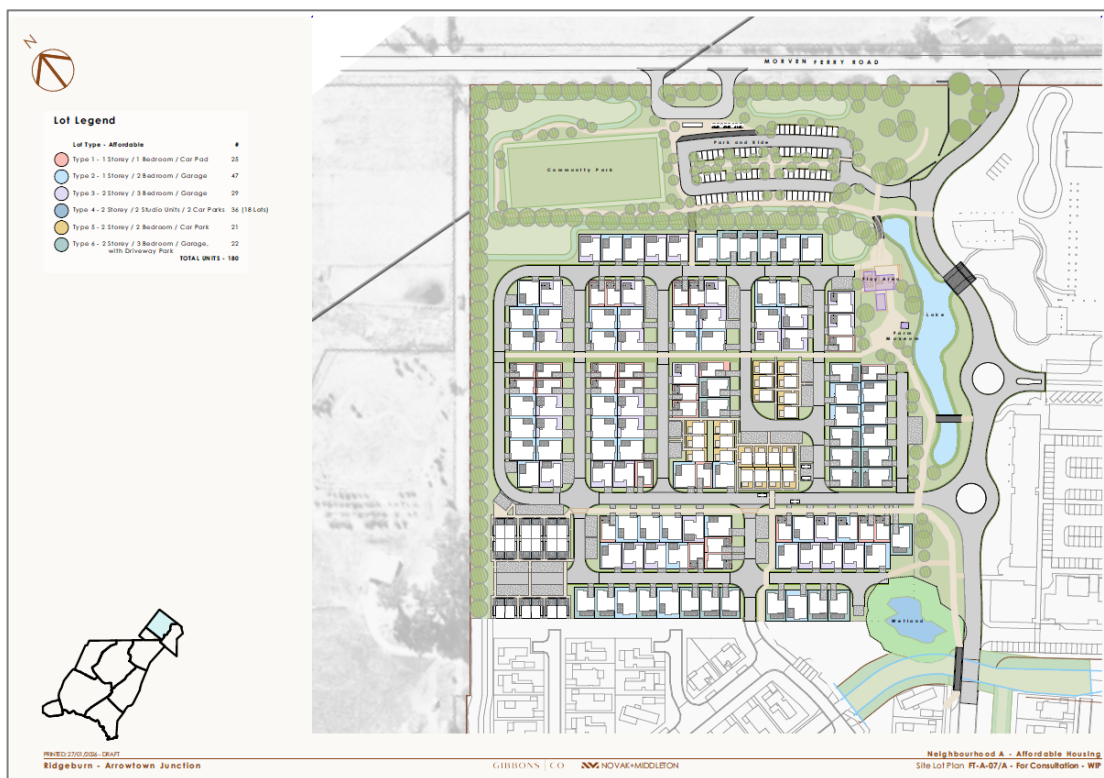 N
MORVEN FERRY ROAD
Lot Legend
Lot Type - Affordable #
Type 1 - 1 Storey / 1 Bedroom / Car Pad 25
Type 2 - 1 Storey / 2 Bedroom / Garage 47
Type 3 - 2 Storey / 3 Bedroom / Garage 29
Type 4 - 2 Storey / 2 Studio Units / 2 Car Parks 36 (18 Lots)
Type 5 - 2 Storey / 2 Bedroom / Car Park 21
Type 6 - 2 Storey / 3 Bedroom / Garage, 22
with Driveway Park
TOTAL UNITS - 180
Park and Ride
Community Park
Play Area
Lake
Farm
Museum
Wetland
PRINTED: 27/01/2026 - DRAFT
Ridgeburn - Arrowtown Junction
GIBBONS | CO
NOVAK+MIDDLETON
Neighbourhood A - Affordable Housing
Site Lot Plan FT-A-07/A - For Consultation - WIP